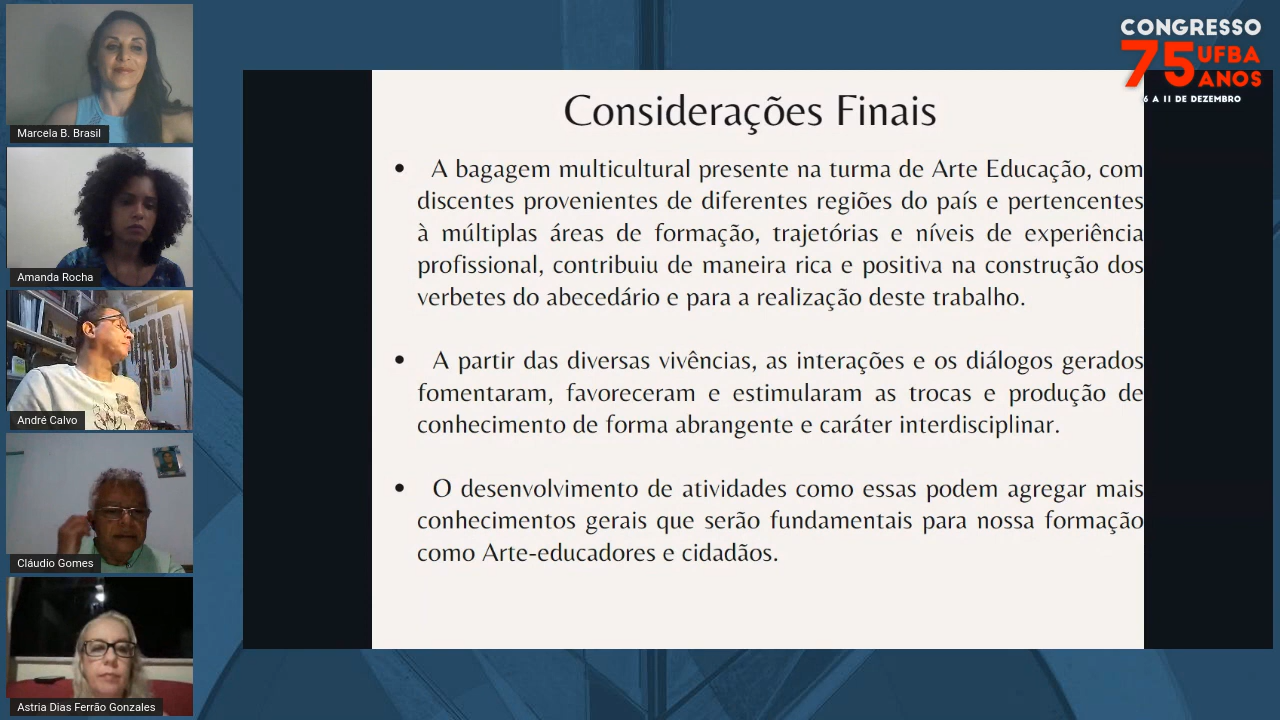 CONGRESSO
75 UFBA
ANOS
6 A 11 DE DEZEMBRO
Marcela B. Brasil
Amanda Rocha
André Calvo
Cláudio Gomes
Astria Dias Ferrão Gonzales
Considerações Finais
• A bagagem multicultural presente na turma de Arte Educação, com
discentes provenientes de diferentes regiões do país e pertencentes
à múltiplas áreas de formação, trajetórias e níveis de experiência
profissional, contribuiu de maneira rica e positiva na construção dos
verbetes do abecedário e para a realização deste trabalho.
• A partir das diversas vivências, as interações e os diálogos gerados
fomentaram, favoreceram e estimularam as trocas e produção de
conhecimento de forma abrangente e caráter interdisciplinar.
• O desenvolvimento de atividades como essas podem agregar mais
conhecimentos gerais que serão fundamentais para nossa formação
como Arte-educadores e cidadãos.